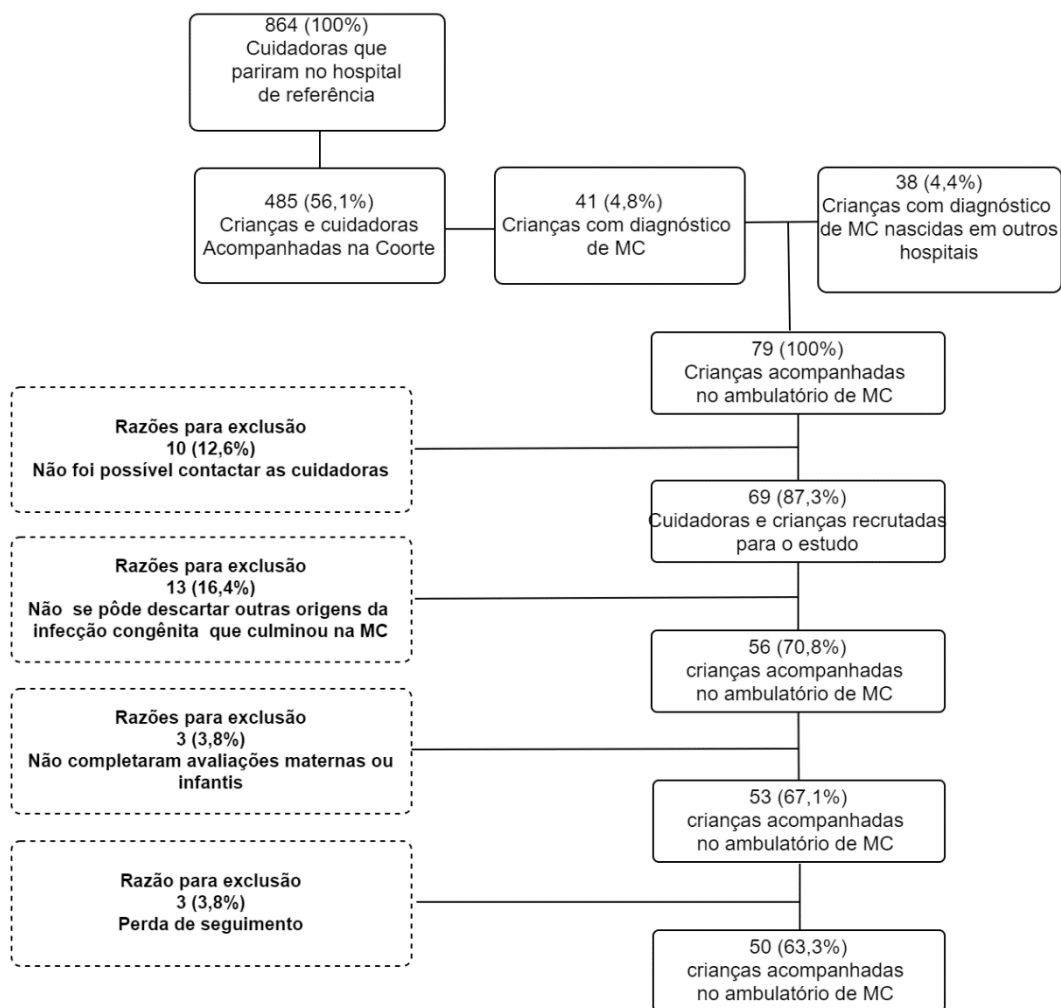 864 (100%)
Cuidadoras que
pariram no hospital
de referência
485 (56,1%)
Crianças e cuidadoras
Acompanhadas na Coorte
41 (4,8%)
Crianças com diagnóstico
de MC
38 (4,4%)
Crianças com diagnóstico
de MC nascidas em outros
hospitais
79 (100%)
Crianças acompanhadas
no ambulatório de MC
Razões para exclusão
10 (12,6%)
Não foi possível contactar as cuidadoras
69 (87,3%)
Cuidadoras e crianças recrutadas
para o estudo
Razões para exclusão
13 (16,4%)
Não se pôde descartar outras origens da
infecção congênita que culminou na MC
56 (70,8%)
crianças acompanhadas
no ambulatório de MC
Razões para exclusão
3 (3,8%)
Não completaram avaliações maternas ou
infantis
53 (67,1%)
crianças acompanhadas
no ambulatório de MC
Razão para exclusão
3 (3,8%)
Perda de seguimento
50 (63,3%)
crianças acompanhadas
no ambulatório de MC